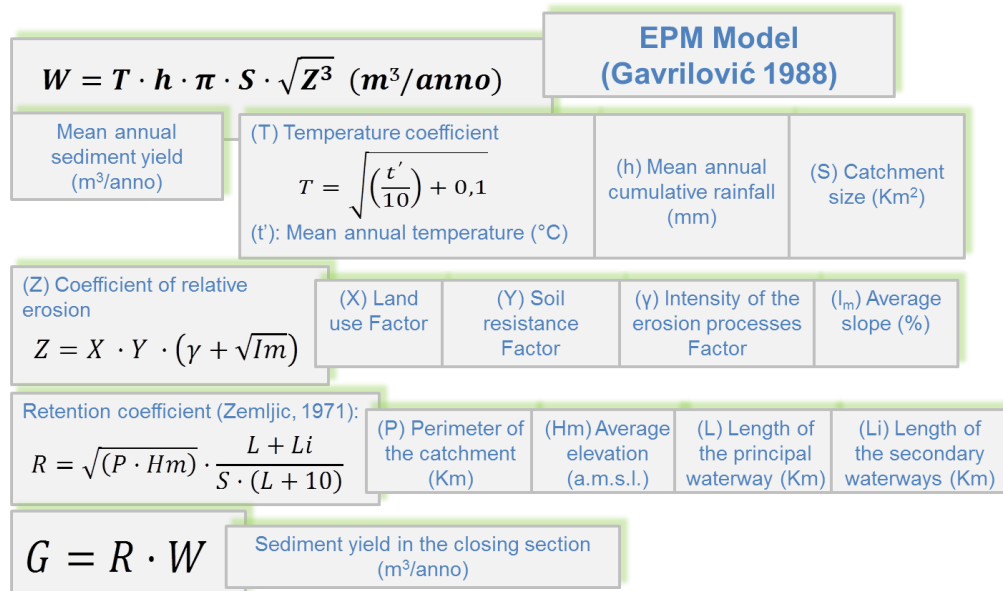 EPM Model
(Gavrilović 1988)
W = T · h · π · S · √Z³ (m³/anno)
Mean annual
sediment yield
(m³/anno)
(T) Temperature coefficient
T = √((t′/10) + 0,1)
(t’): Mean annual temperature (°C)
(h) Mean annual
cumulative rainfall
(mm)
(S) Catchment
size (Km²)
(Z) Coefficient of relative
erosion
Z = X · Y · (γ + √Im)
(X) Land
use Factor
(Y) Soil
resistance
Factor
(γ) Intensity of the
erosion processes
Factor
(Iₘ) Average
slope (%)
Retention coefficient (Zemljic, 1971):
R = √(P · Hm) · (L + Li)/(S · (L + 10))
(P) Perimeter of
the catchment
(Km)
(Hm) Average
elevation
(a.m.s.l.)
(L) Length of
the principal
waterway (Km)
(Li) Length of
the secondary
waterways (Km)
G = R · W
Sediment yield in the closing section
(m³/anno)